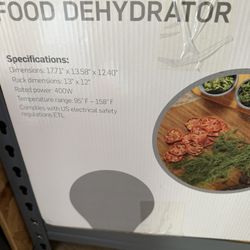 FOOD DEHYDRATOR
Specifications:
Dimensions: 17.71" x 13.58" x 12.40"
Rack dimensions: 13" x 12"
Rated power: 400W
Temperature range: 95° F – 158° F
Complies with US electrical safety
regulations ETL